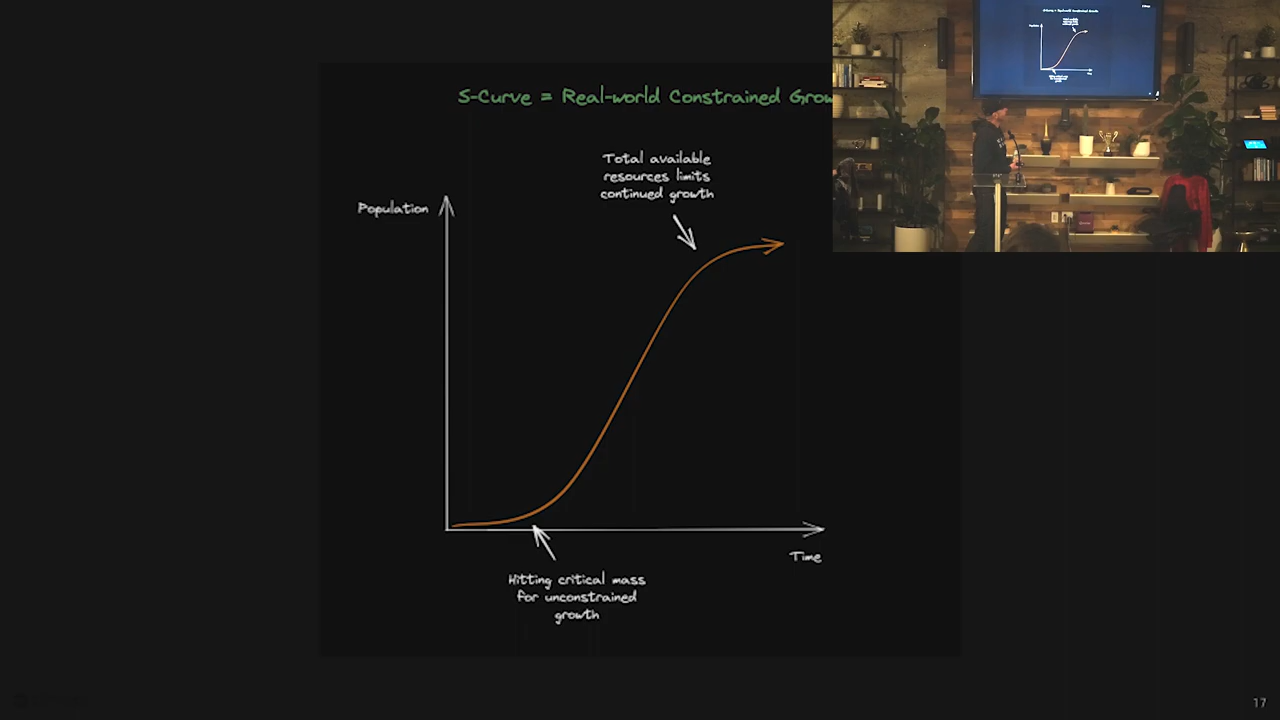 S-Curve = Real-world Constrained Grow
Total available
resources limits
continued growth
Population
Time
Hitting critical mass
for unconstrained
growth
17